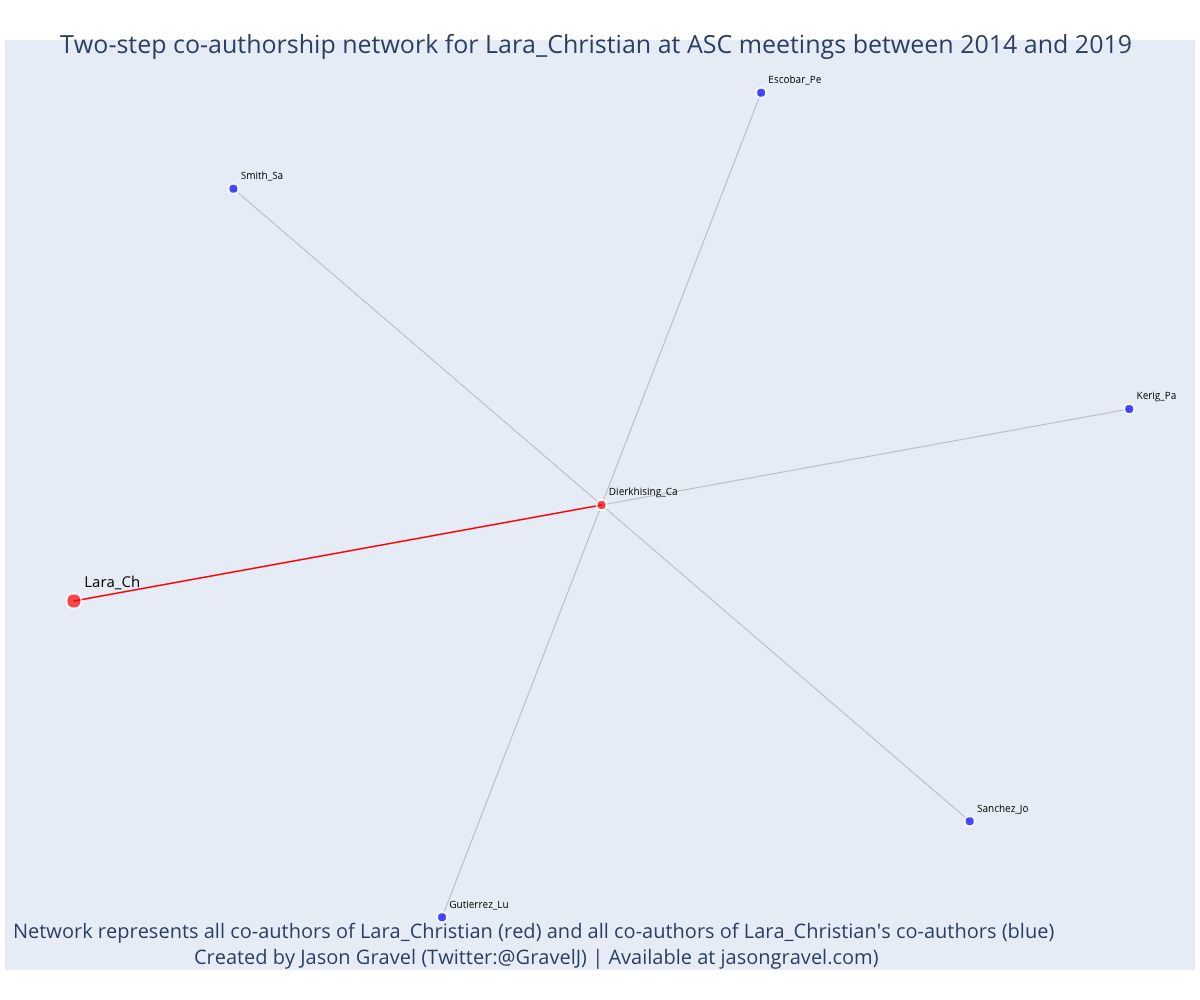 Two-step co-authorship network for Lara_Christian at ASC meetings between 2014 and 2019
Escobar_Pe
Smith_Sa
Kerig_Pa
Dierkhising_Ca
Lara_Ch
Sanchez_Jo
Gutierrez_Lu
Network represents all co-authors of Lara_Christian (red) and all co-authors of Lara_Christian's co-authors (blue)
Created by Jason Gravel (Twitter:@GravelJ) | Available at jasongravel.com)